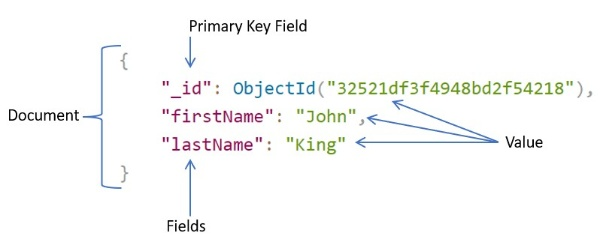 Primary Key Field
{
"_id": ObjectId("32521df3f4948bd2f54218"),
"firstName": "John",
Document
"lastName": "King"
Value
}
Fields